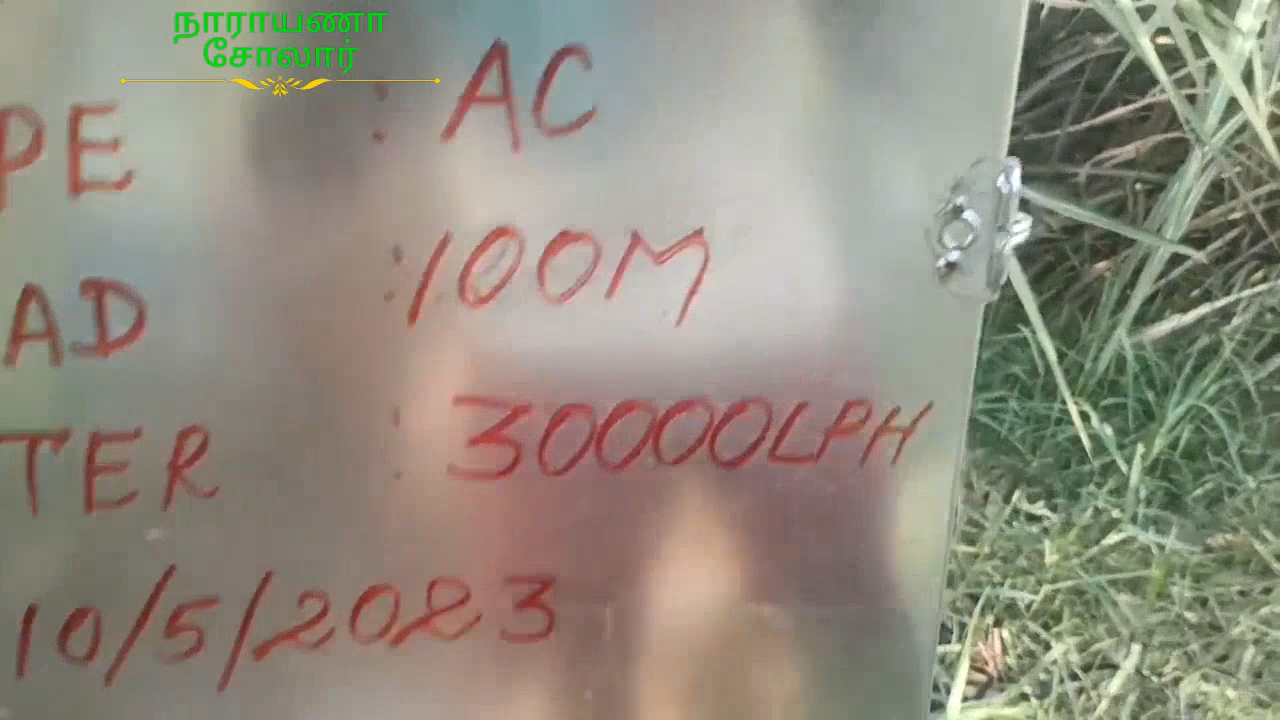 நாராயணா
சோலார்
PE : AC
AD : 100M
TER : 30000LPH
10/5/2023